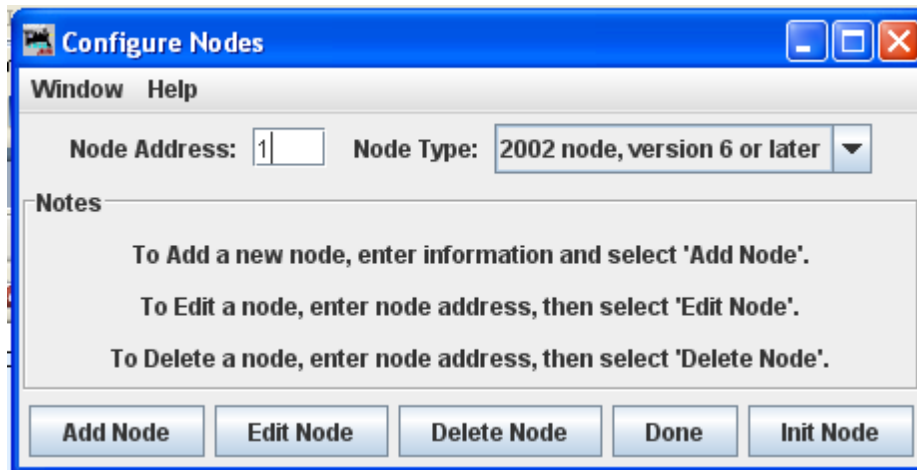 Configure Nodes
Window Help
Node Address: 1 Node Type: 2002 node, version 6 or later
Notes
To Add a new node, enter information and select 'Add Node'.
To Edit a node, enter node address, then select 'Edit Node'.
To Delete a node, enter node address, then select 'Delete Node'.
Add Node Edit Node Delete Node Done Init Node